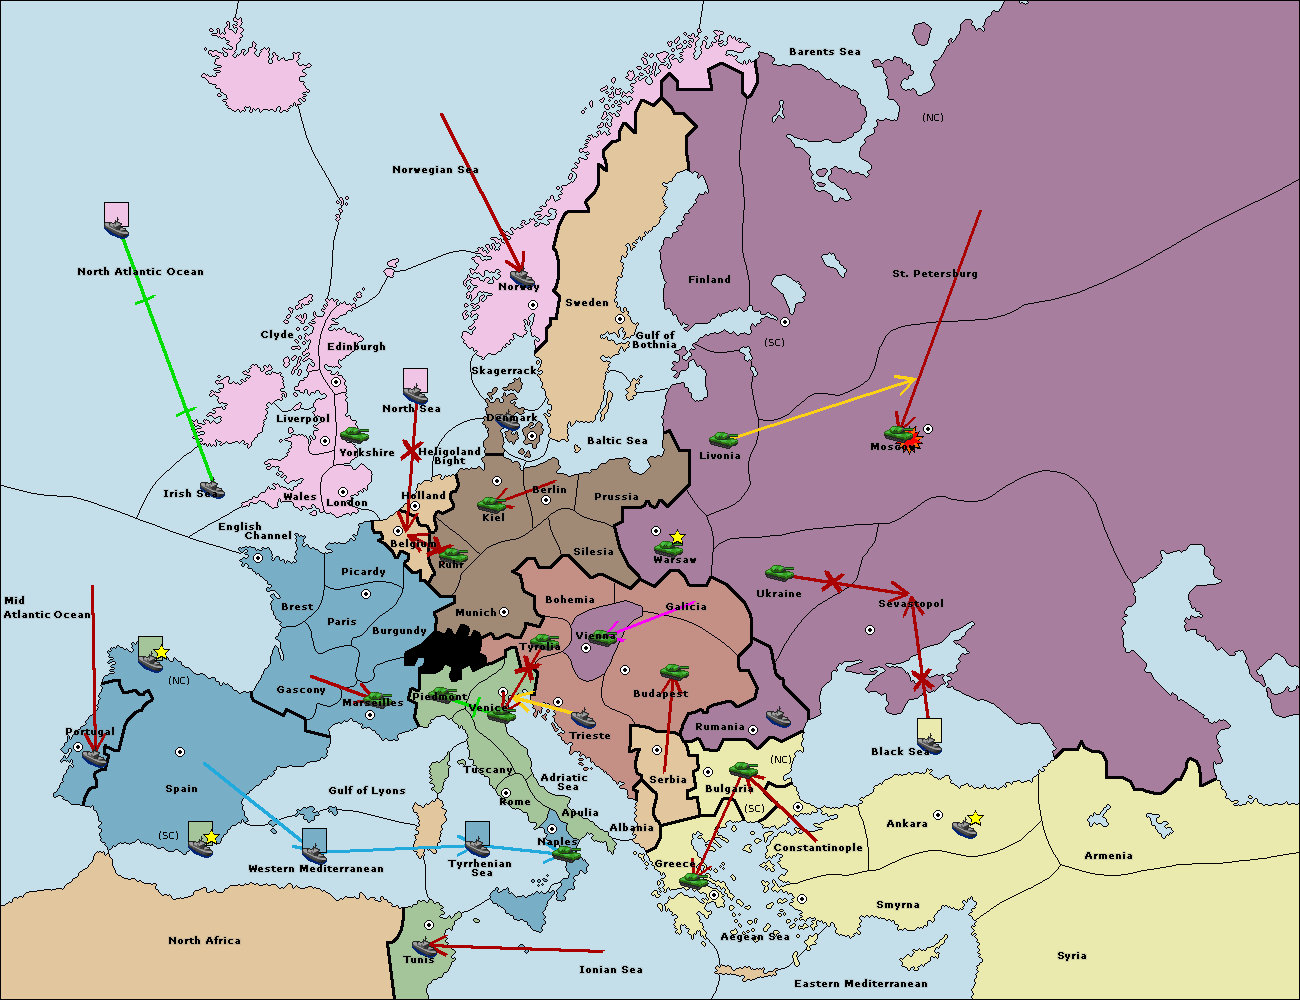 Barents Sea
(NC)
Norwegian Sea
North Atlantic Ocean
St. Petersburg
Finland
Norway
Sweden
Clyde
Edinburgh
Gulf of
Bothnia
(SC)
Skagerrack
North Sea
Liverpool
Denmark
Baltic Sea
Yorkshire
Heligoland
Bight
Livonia
Moscow
Irish Sea
Wales
London
Holland
Berlin
Prussia
Kiel
English
Channel
Belgium
Silesia
Ruhr
Warsaw
Picardy
Ukraine
Mid
Atlantic Ocean
Brest
Paris
Burgundy
Munich
Bohemia
Galicia
Sevastopol
Vienna
Tyrolia
(NC)
Gascony
Marseilles
Piedmont
Venice
Budapest
Portugal
Trieste
Rumania
Black Sea
(NC)
Spain
Gulf of Lyons
Tuscany
Adriatic
Sea
Serbia
Bulgaria
Rome
(SC)
(SC)
Apulia
Albania
Ankara
Naples
Constantinople
Armenia
Western Mediterranean
Tyrrhenian
Sea
Greece
Smyrna
North Africa
Aegean Sea
Tunis
Ionian Sea
Syria
Eastern Mediterranean